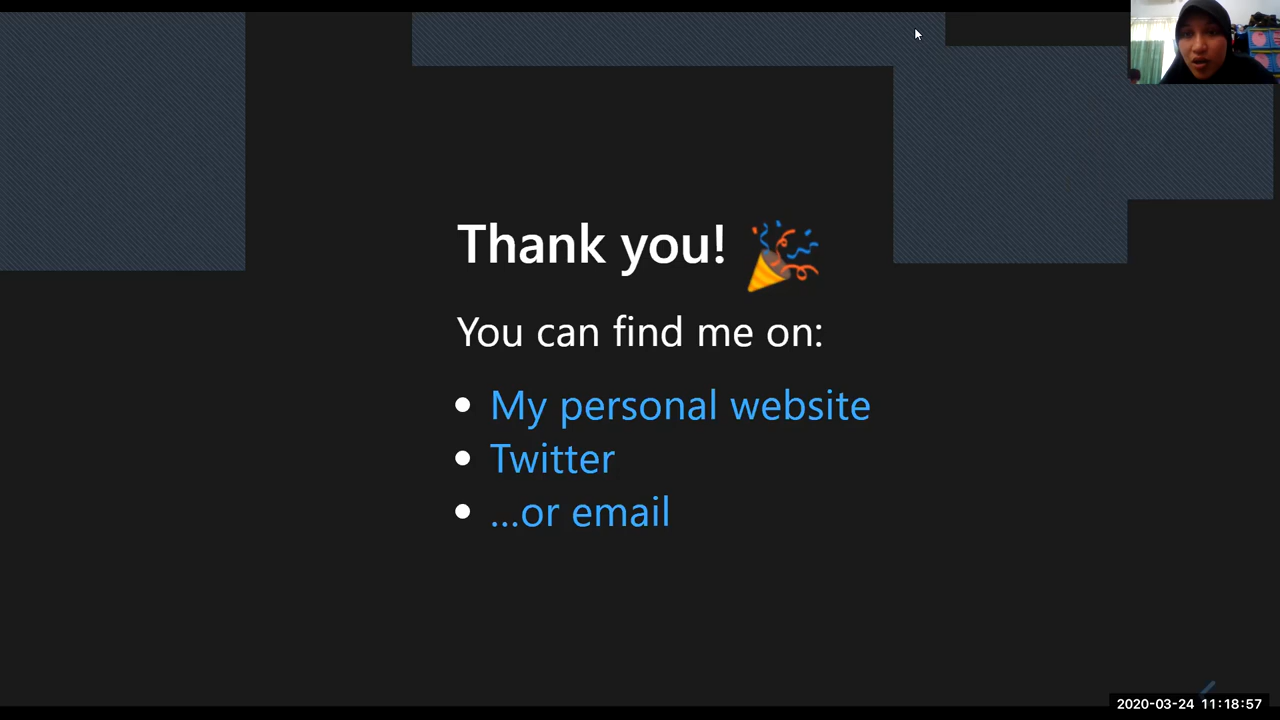 Thank you! 🎉
You can find me on:
• My personal website
• Twitter
• ...or email
2020-03-24 11:18:57